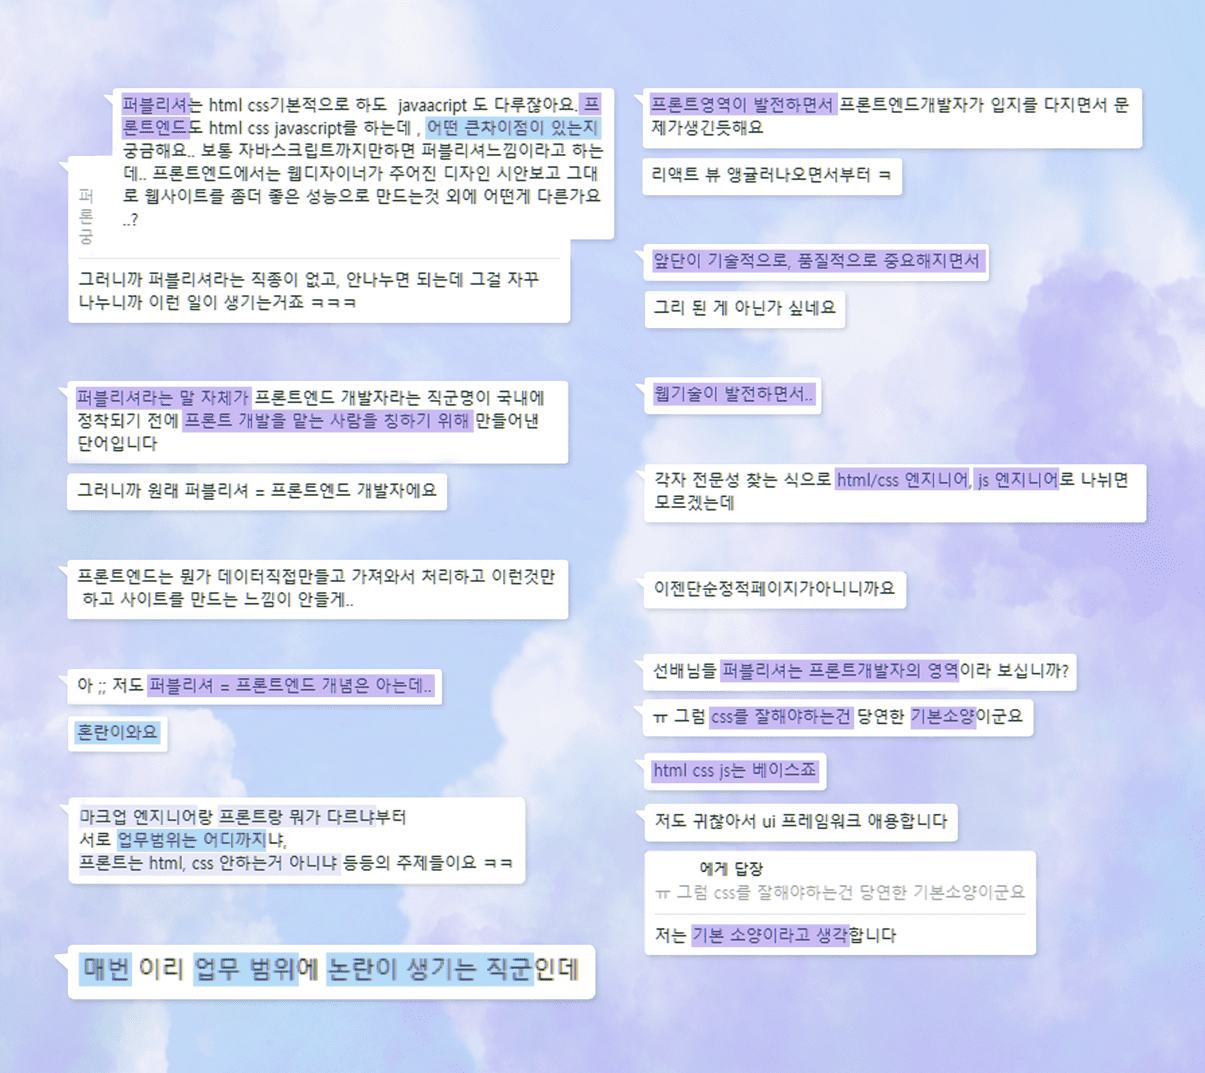 퍼블리셔는 html css기본적으로 하도 javaacript 도 다루잖아요. 프
론트엔드도 html css javascript를 하는데 , 어떤 큰차이점이 있는지
궁금해요.. 보통 자바스크립트까지만하면 퍼블리셔느낌이라고 하는
데.. 프론트엔드에서는 웹디자이너가 주어진 디자인 시안보고 그대
로 웹사이트를 좀더 좋은 성능으로 만드는것 외에 어떤게 다른가요
..?
퍼
론
궁
그러니까 퍼블리셔라는 직종이 없고, 안나누면 되는데 그걸 자꾸
나누니까 이런 일이 생기는거죠 ㅋㅋㅋ
퍼블리셔라는 말 자체가 프론트엔드 개발자라는 직군명이 국내에
정착되기 전에 프론트 개발을 맡는 사람을 칭하기 위해 만들어낸
단어입니다
그러니까 원래 퍼블리셔 = 프론트엔드 개발자에요
프론트엔드는 뭔가 데이터직접만들고 가져와서 처리하고 이런것만
하고 사이트를 만드는 느낌이 안들게..
아 ;; 저도 퍼블리셔 = 프론트엔드 개념은 아는데..
혼란이와요
마크업 엔지니어랑 프론트랑 뭐가 다르냐부터
서로 업무범위는 어디까지냐,
프론트는 html, css 안하는거 아니냐 등등의 주제들이요 ㅋㅋ
매번 이리 업무 범위에 논란이 생기는 직군인데
프론트영역이 발전하면서 프론트엔드개발자가 입지를 다지면서 문
제가생긴듯해요
리액트 뷰 앵귤러나오면서부터 ㅋ
앞단이 기술적으로, 품질적으로 중요해지면서
그리 된 게 아닌가 싶네요
웹기술이 발전하면서..
각자 전문성 찾는 식으로 html/css 엔지니어, js 엔지니어로 나뉘면
모르겠는데
이젠단순정적페이지가아니니까요
선배님들 퍼블리셔는 프론트개발자의 영역이라 보십니까?
ㅠ 그럼 css를 잘해야하는건 당연한 기본소양이군요
html css js는 베이스죠
저도 귀찮아서 ui 프레임워크 애용합니다
에게 답장
ㅠ 그럼 css를 잘해야하는건 당연한 기본소양이군요
저는 기본 소양이라고 생각합니다